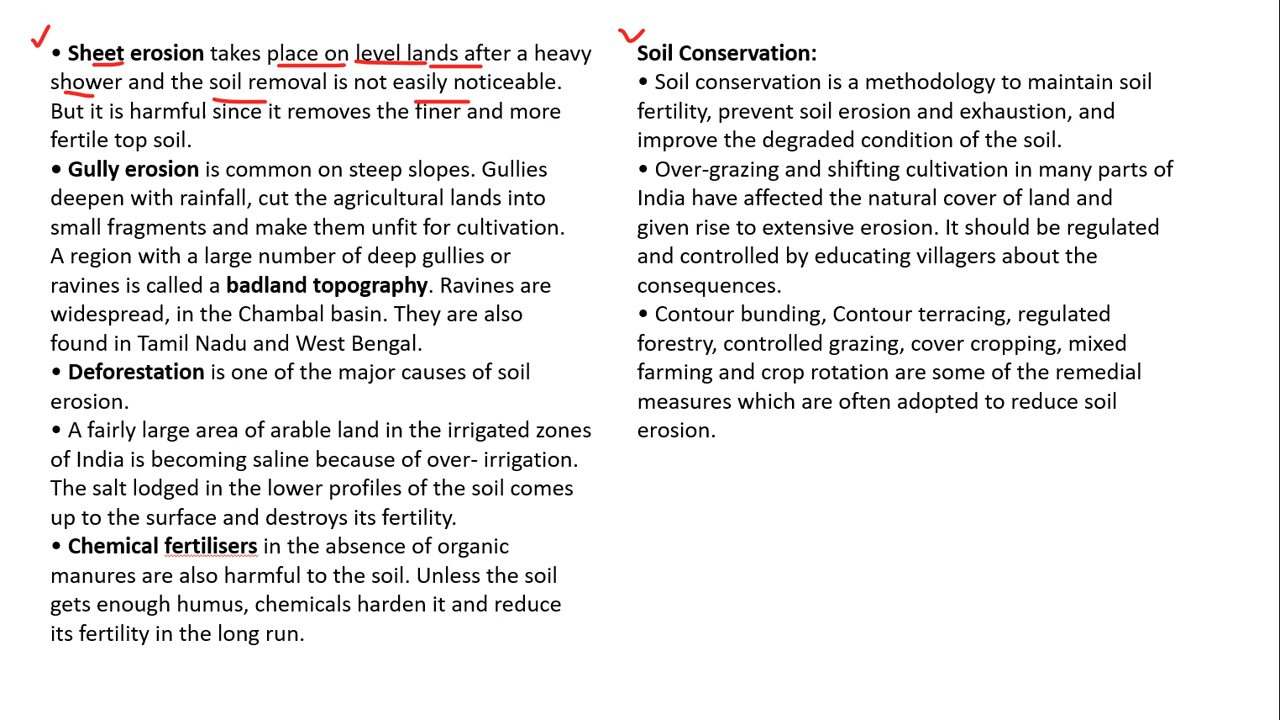 • Sheet erosion takes place on level lands after a heavy
shower and the soil removal is not easily noticeable.
But it is harmful since it removes the finer and more
fertile top soil.
• Gully erosion is common on steep slopes. Gullies
deepen with rainfall, cut the agricultural lands into
small fragments and make them unfit for cultivation.
A region with a large number of deep gullies or
ravines is called a badland topography. Ravines are
widespread, in the Chambal basin. They are also
found in Tamil Nadu and West Bengal.
• Deforestation is one of the major causes of soil
erosion.
• A fairly large area of arable land in the irrigated zones
of India is becoming saline because of over- irrigation.
The salt lodged in the lower profiles of the soil comes
up to the surface and destroys its fertility.
• Chemical fertilisers in the absence of organic
manures are also harmful to the soil. Unless the soil
gets enough humus, chemicals harden it and reduce
its fertility in the long run.
Soil Conservation:
• Soil conservation is a methodology to maintain soil
fertility, prevent soil erosion and exhaustion, and
improve the degraded condition of the soil.
• Over-grazing and shifting cultivation in many parts of
India have affected the natural cover of land and
given rise to extensive erosion. It should be regulated
and controlled by educating villagers about the
consequences.
• Contour bunding, Contour terracing, regulated
forestry, controlled grazing, cover cropping, mixed
farming and crop rotation are some of the remedial
measures which are often adopted to reduce soil
erosion.